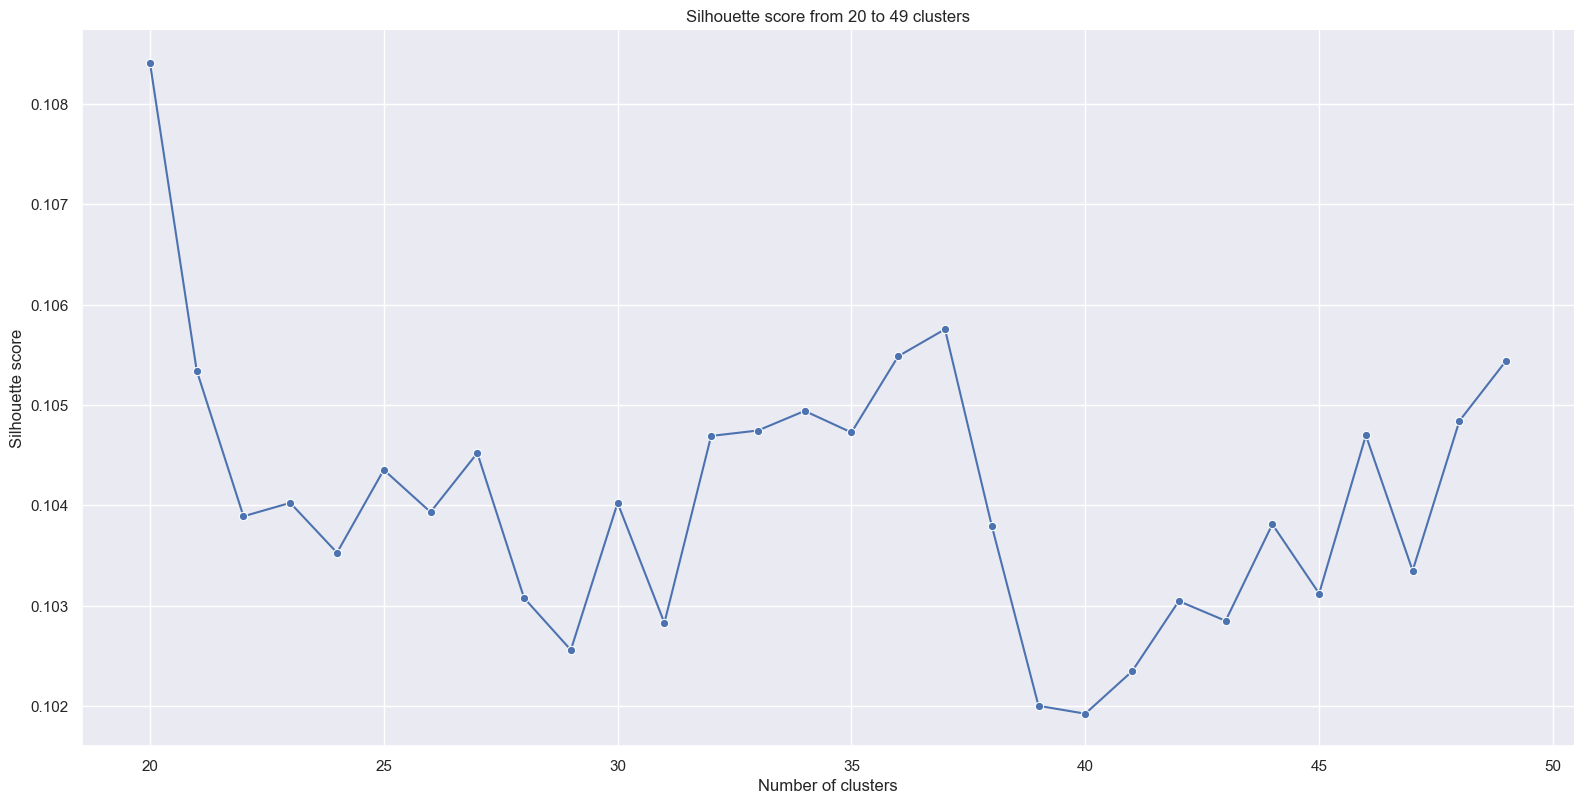 Silhouette score from 20 to 49 clusters
0.108
0.107
0.106
0.105
0.104
0.103
0.102
Silhouette score
20 25 30 35 40 45 50
Number of clusters